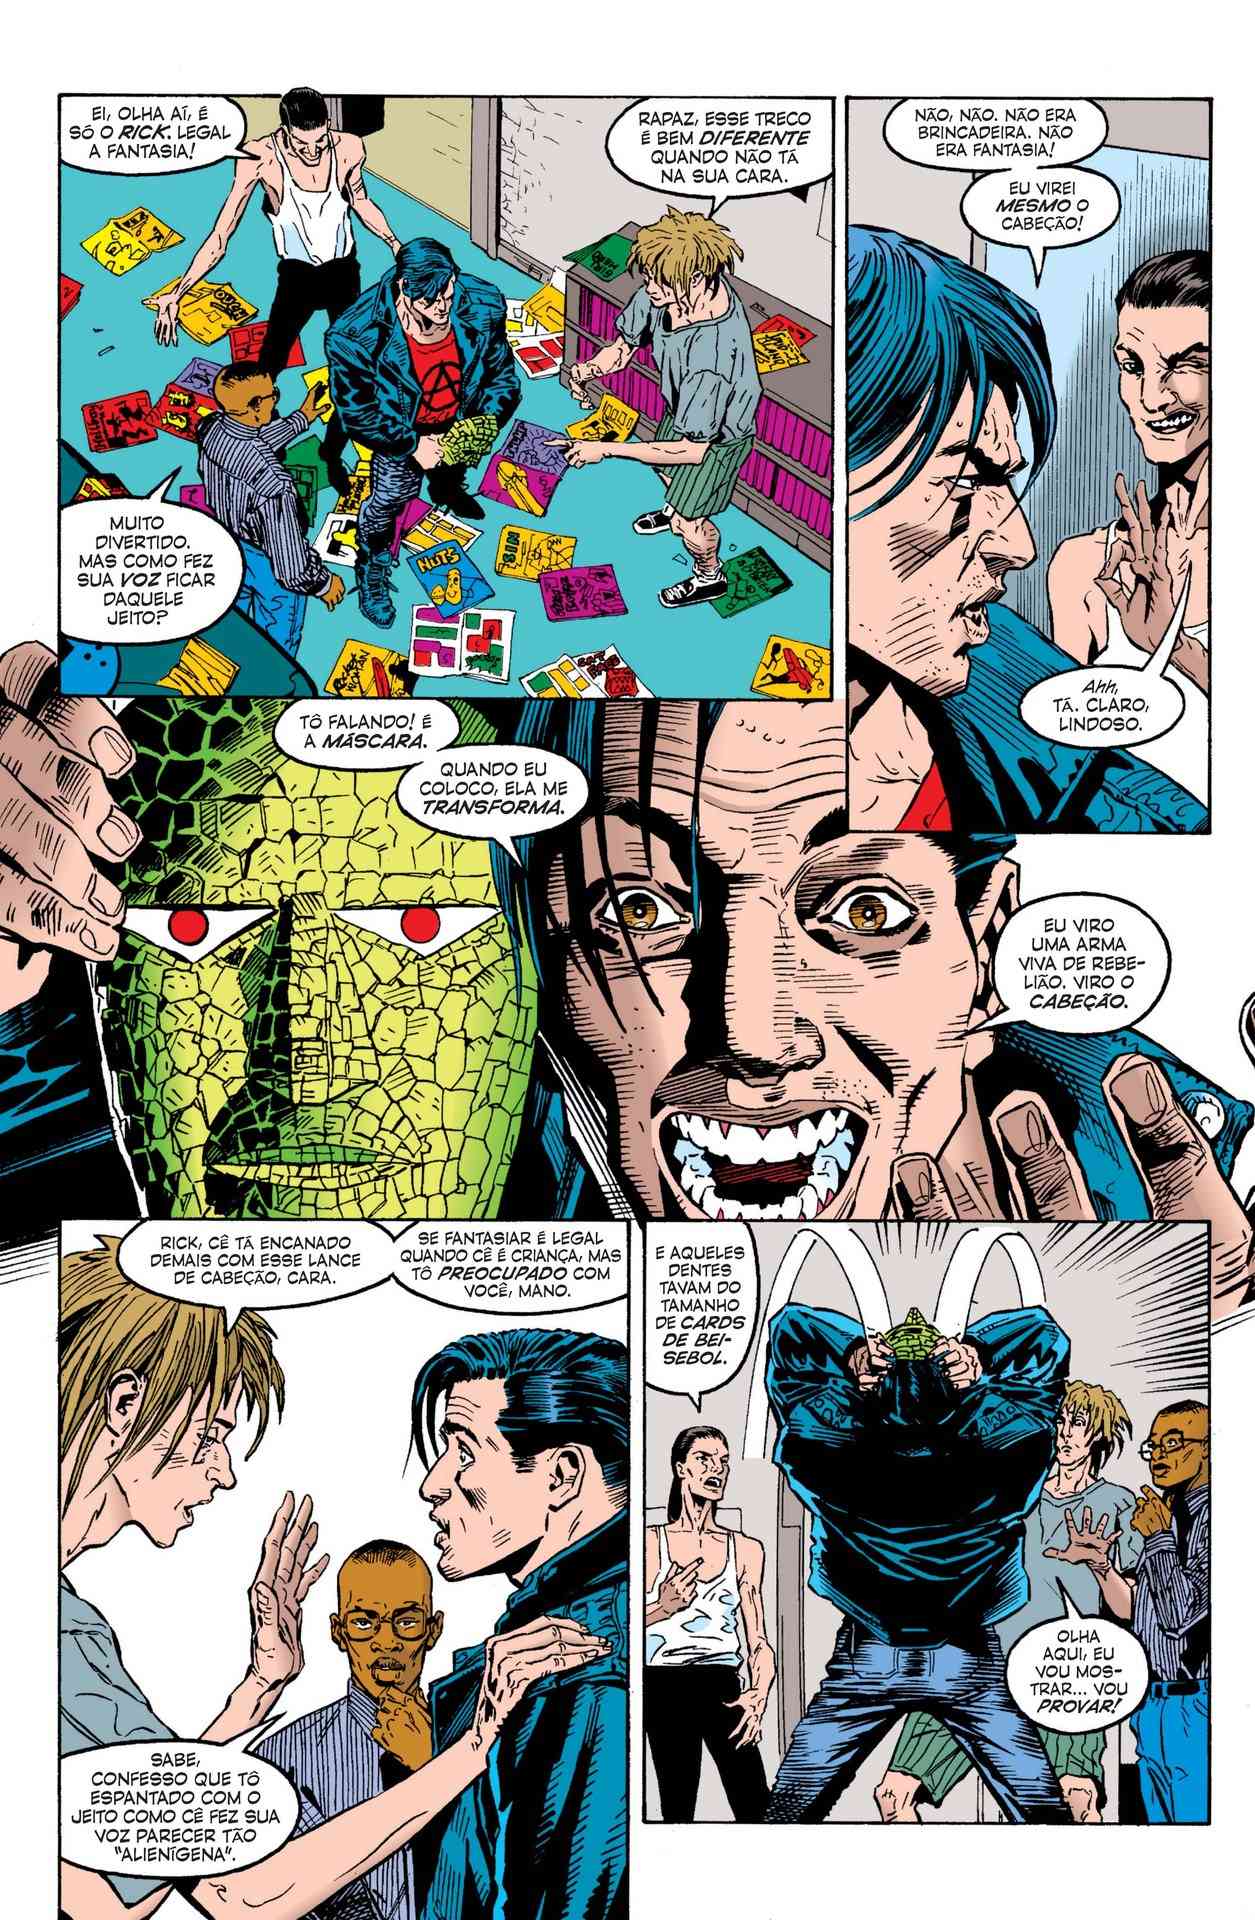 EI, OLHA AÍ, É
SÓ O RICK. LEGAL
A FANTASIA!
RAPAZ, ESSE TRECO
É BEM DIFERENTE
QUANDO NÃO TÁ
NA SUA CARA.
MUITO
DIVERTIDO.
MAS COMO FEZ
SUA VOZ FICAR
DAQUELE
JEITO?
NUTS
NÃO, NÃO. NÃO ERA
BRINCADEIRA. NÃO
ERA FANTASIA!
EU VIREI
MESMO O
CABEÇÃO!
Ahh,
TÁ. CLARO,
LINDOSO.
TÔ FALANDO! É
A MÁSCARA.
QUANDO EU
COLOCO, ELA ME
TRANSFORMA.
EU VIRO
UMA ARMA
VIVA DE REBE-
LIÃO. VIRO O
CABEÇÃO.
RICK, CÊ TÁ ENCANADO
DEMAIS COM ESSE LANCE
DE CABEÇÃO, CARA.
SE FANTASIAR É LEGAL
QUANDO CÊ É CRIANÇA, MAS
TÔ PREOCUPADO COM
VOCÊ, MANO.
SABE,
CONFESSO QUE TÔ
ESPANTADO COM O
JEITO COMO CÊ FEZ SUA
VOZ PARECER TÃO
“ALIENÍGENA”.
E AQUELES
DENTES
TAVAM DO
TAMANHO
DE CARDS
DE BEI-
SEBOL.
OLHA
AQUI, EU
VOU MOS-
TRAR... VOU
PROVAR!